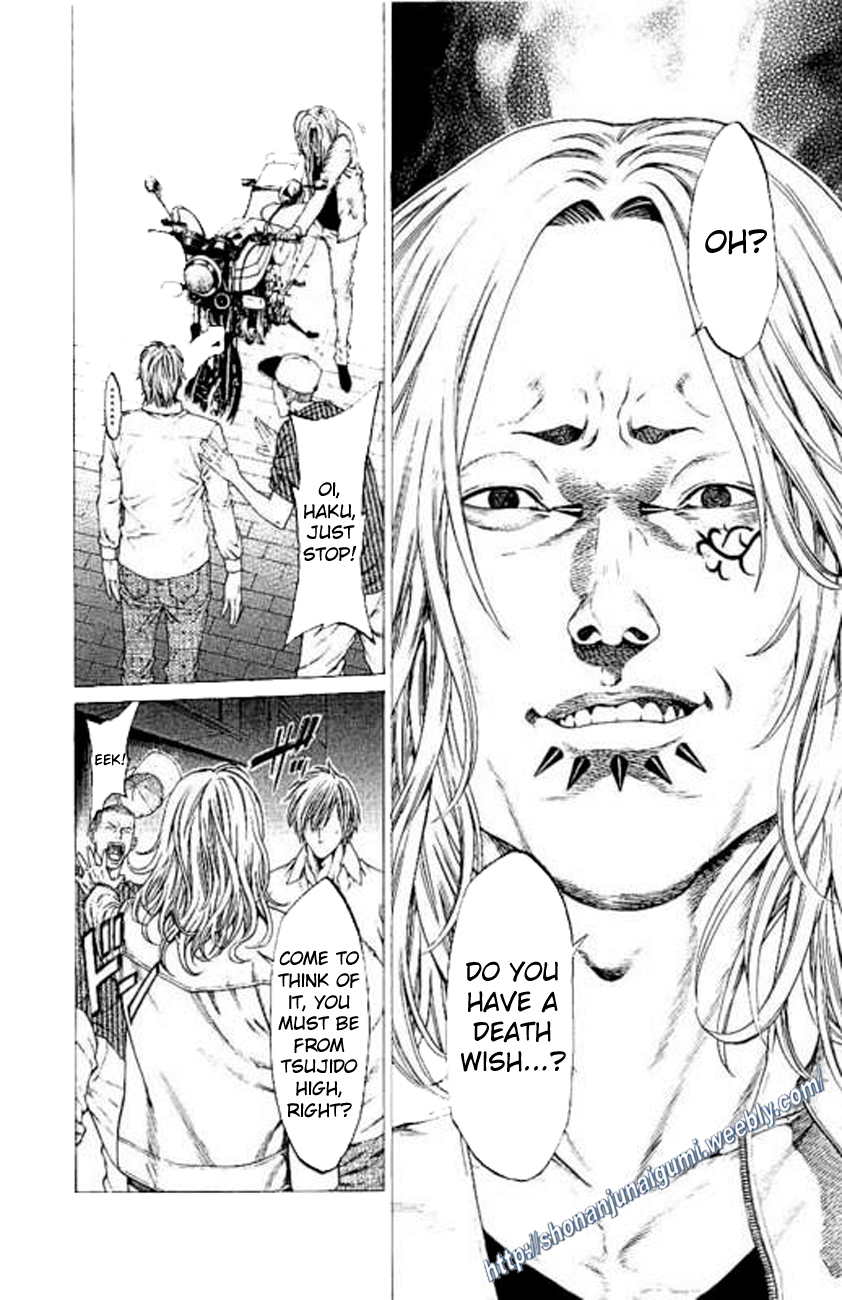 OH?
DO YOU
HAVE A
DEATH
WISH...?
......
OI,
HAKU,
JUST
STOP!
EEK!
COME TO
THINK OF
IT, YOU
MUST BE
FROM
TSUJIDO
HIGH,
RIGHT?
http://shonanjunaigumi.weebly.com/